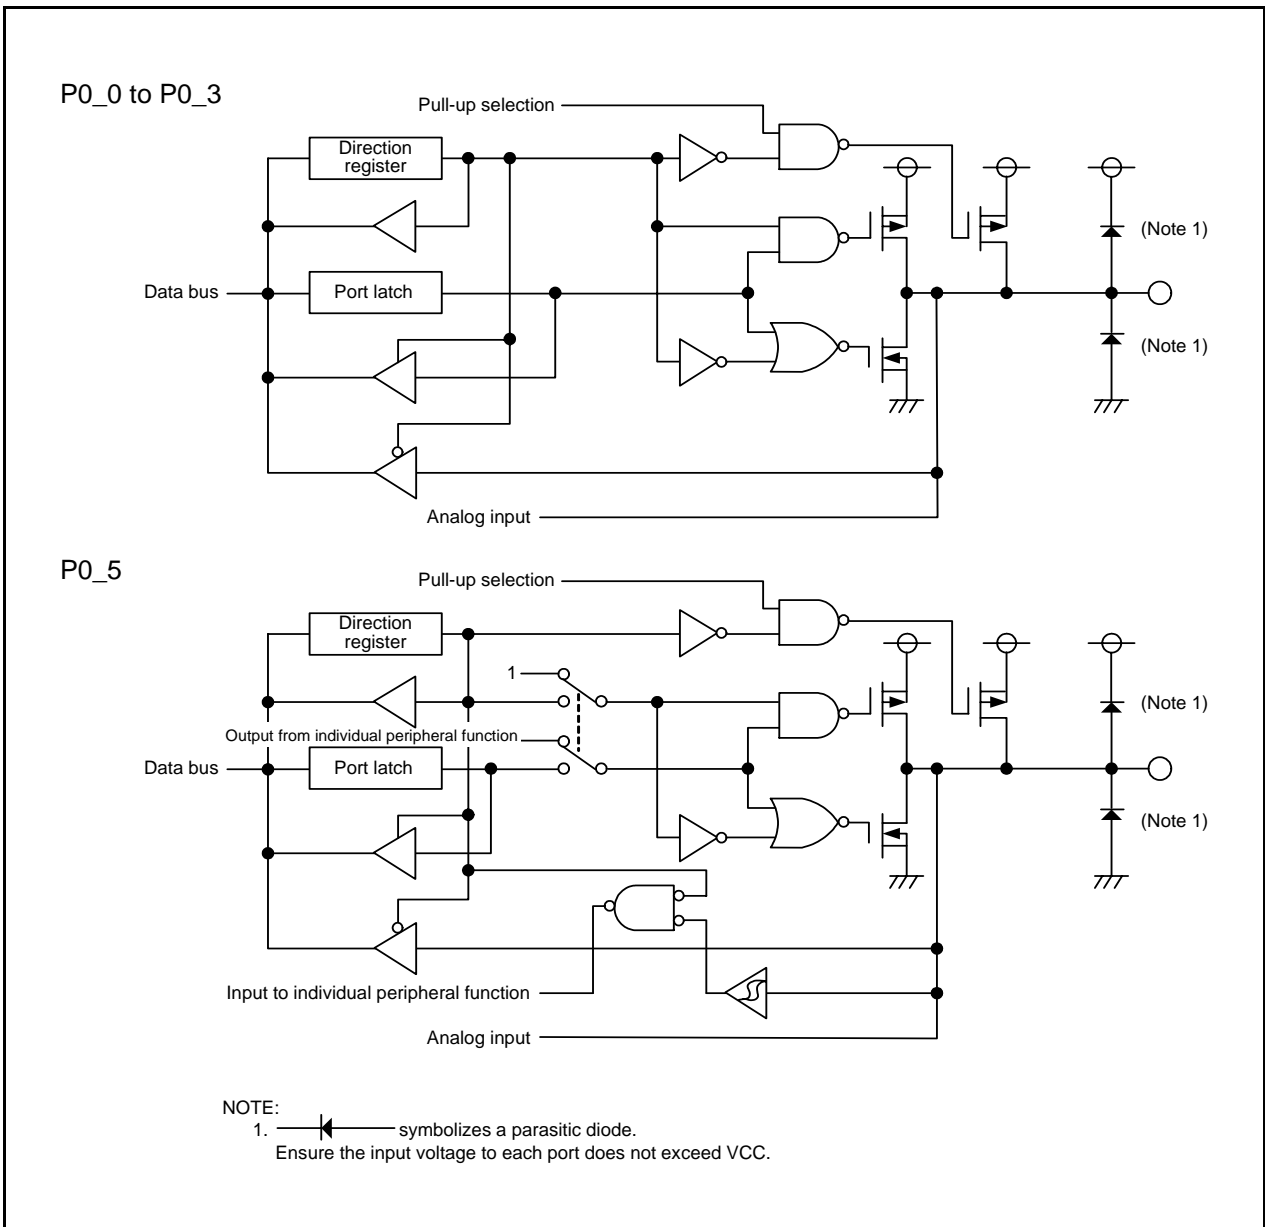 P0_0 to P0_3
Pull-up selection
Direction
register
(Note 1)
Data bus
Port latch
(Note 1)
Analog input
P0_5
Pull-up selection
Direction
register
1
(Note 1)
Output from individual peripheral function
Data bus
Port latch
(Note 1)
Input to individual peripheral function
Analog input
NOTE:
1. symbolizes a parasitic diode.
Ensure the input voltage to each port does not exceed VCC.